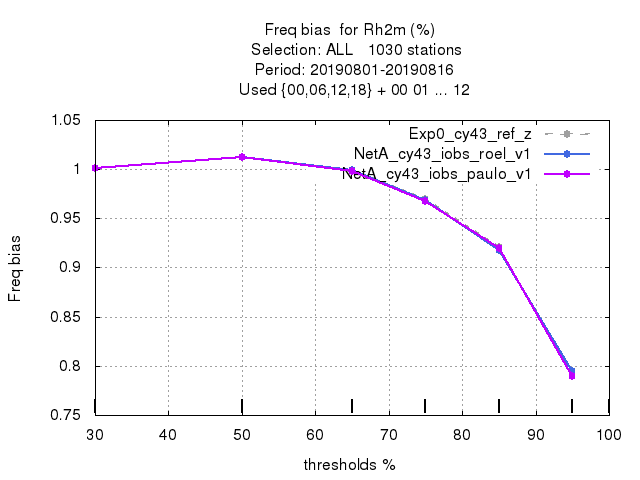 Freq bias  for Rh2m (%)
Selection: ALL   1030 stations
Period: 20190801-20190816
Used {00,06,12,18} + 00 01 ... 12
Exp0_cy43_ref_z
NetA_cy43_iobs_roel_v1
NetA_cy43_iobs_paulo_v1
1.05
1
0.95
0.9
0.85
0.8
0.75
Freq bias
30 40 50 60 70 80 90 100
thresholds %